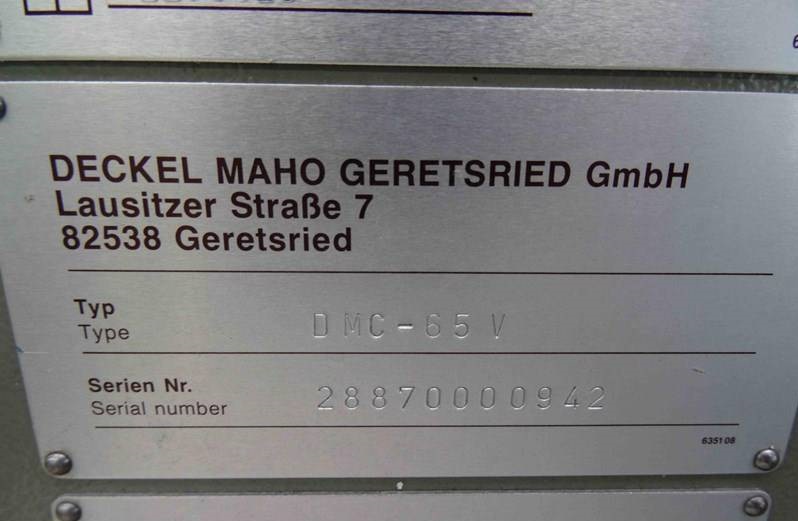 DECKEL MAHO GERETSRIED GmbH
Lausitzer Straße 7
82538 Geretsried
Typ
Type DMC-65 V
Serien Nr.
Serial number 28870000942
635108